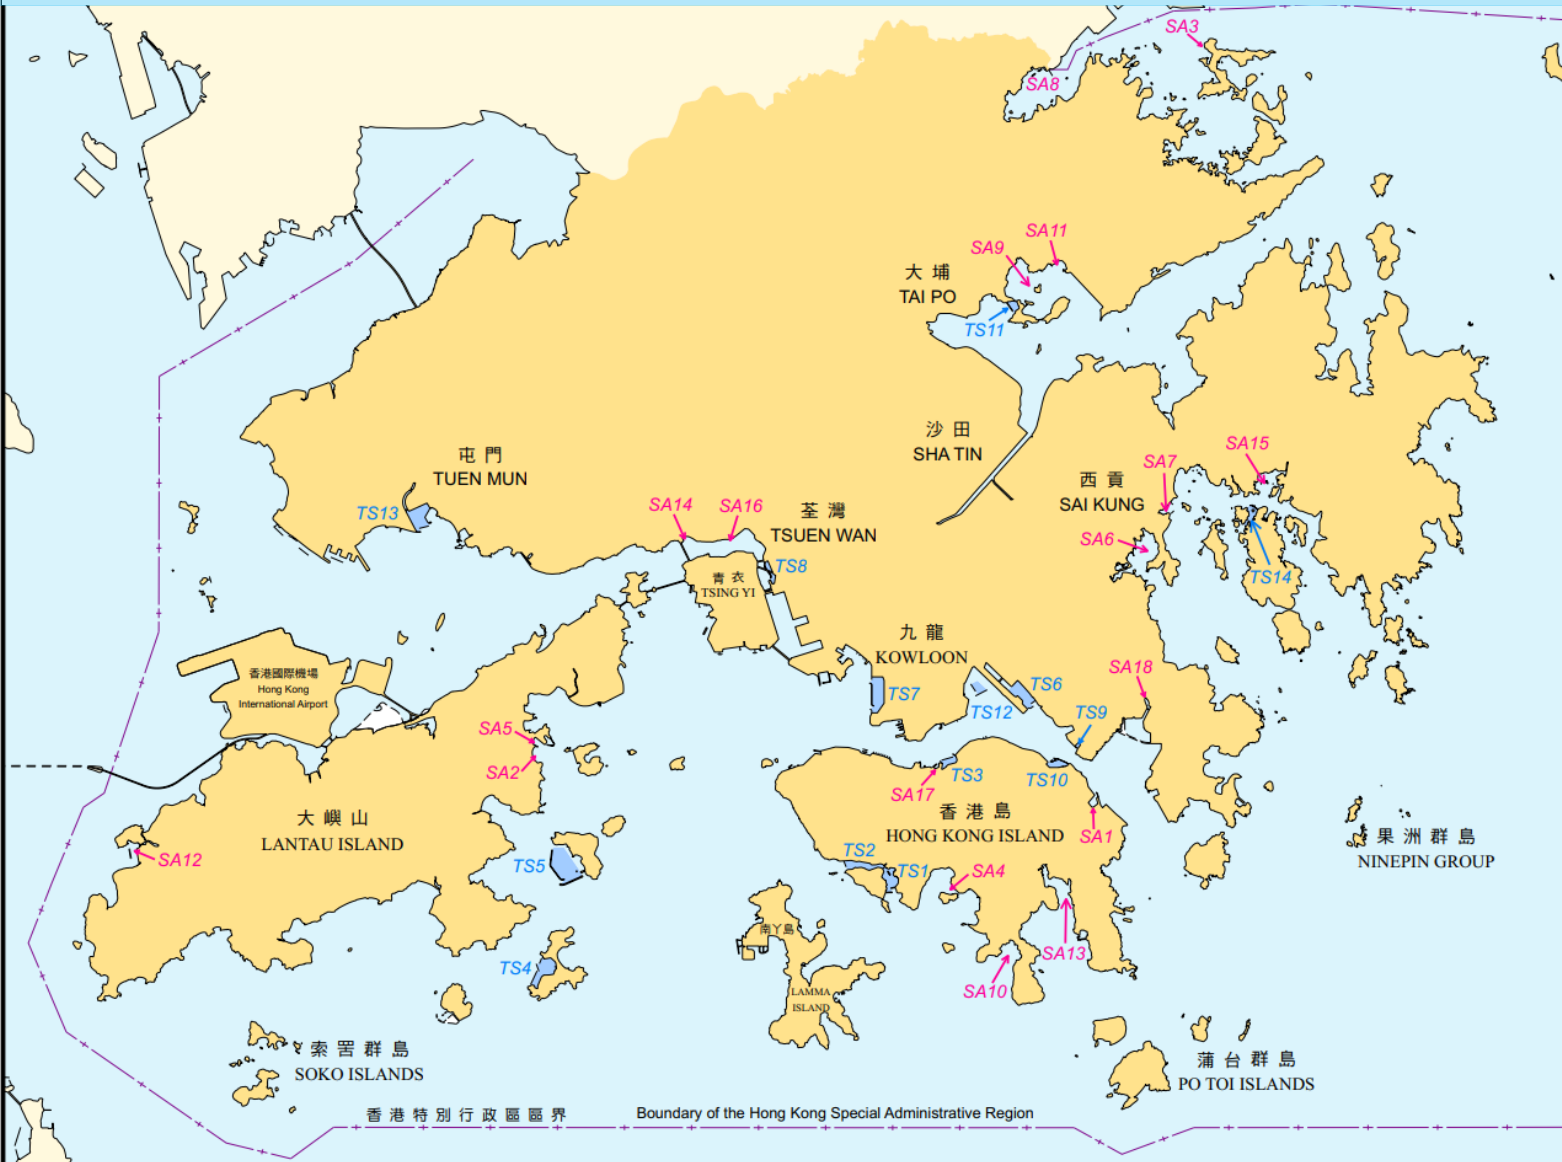 SA3
SA8
SA11
SA9
大埔
TAI PO
TS11
沙田
SHA TIN
SA15
屯門
TUEN MUN
SA7
西貢
SAI KUNG
TS13
SA14
SA16
荃灣
TSUEN WAN
SA6
TS8
青衣
TSING YI
TS14
九龍
KOWLOON
香港國際機場
Hong Kong
International Airport
SA18
TS7
TS6
TS12
TS9
SA5
SA2
TS3
TS10
SA17
大嶼山
LANTAU ISLAND
香港島
HONG KONG ISLAND
SA1
果洲群島
NINEPIN GROUP
SA12
TS5
TS2
TS1
SA4
南丫島
SA13
TS4
SA10
LAMMA
ISLAND
索罟群島
SOKO ISLANDS
蒲台群島
PO TOI ISLANDS
香港特別行政區區界
Boundary of the Hong Kong Special Administrative Region